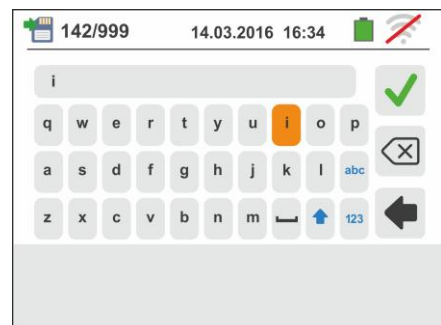 142/999 14.03.2016 16:34
i
q w e r t y u i o p
a s d f g h j k l abc
z x c v b n m 123